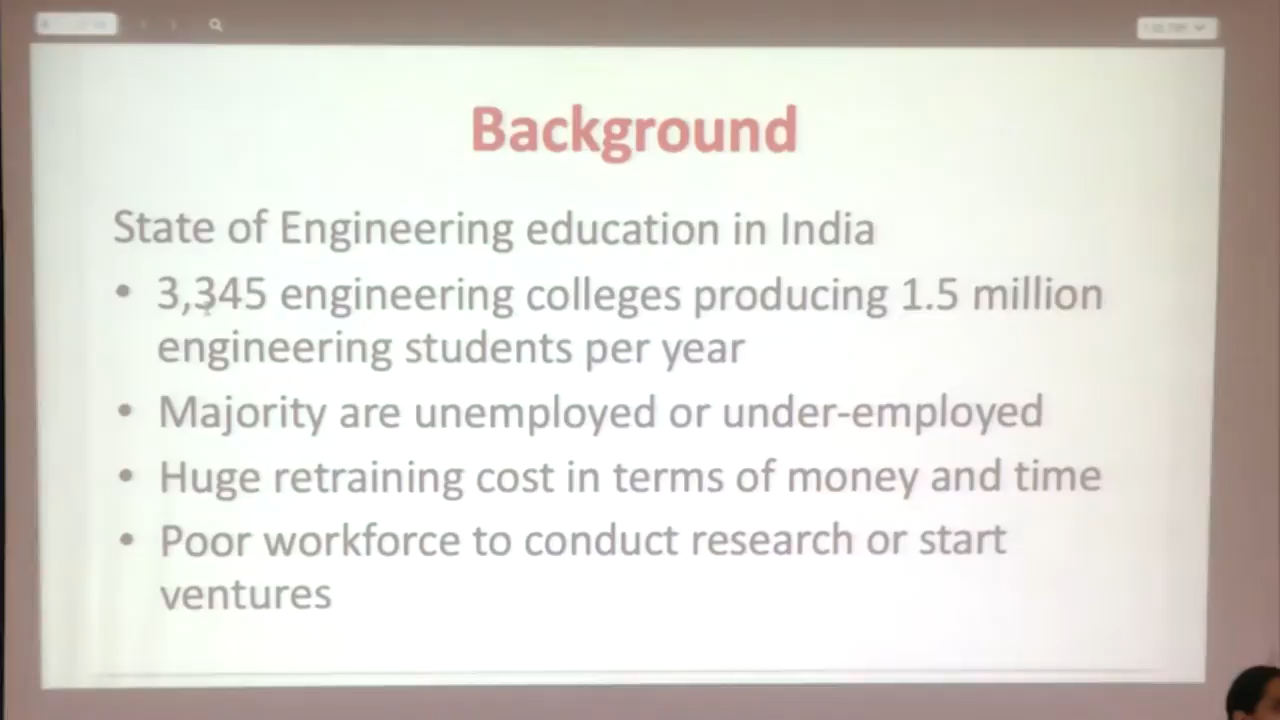 Background
State of Engineering education in India
• 3,345 engineering colleges producing 1.5 million
engineering students per year
• Majority are unemployed or under-employed
• Huge retraining cost in terms of money and time
• Poor workforce to conduct research or start
ventures